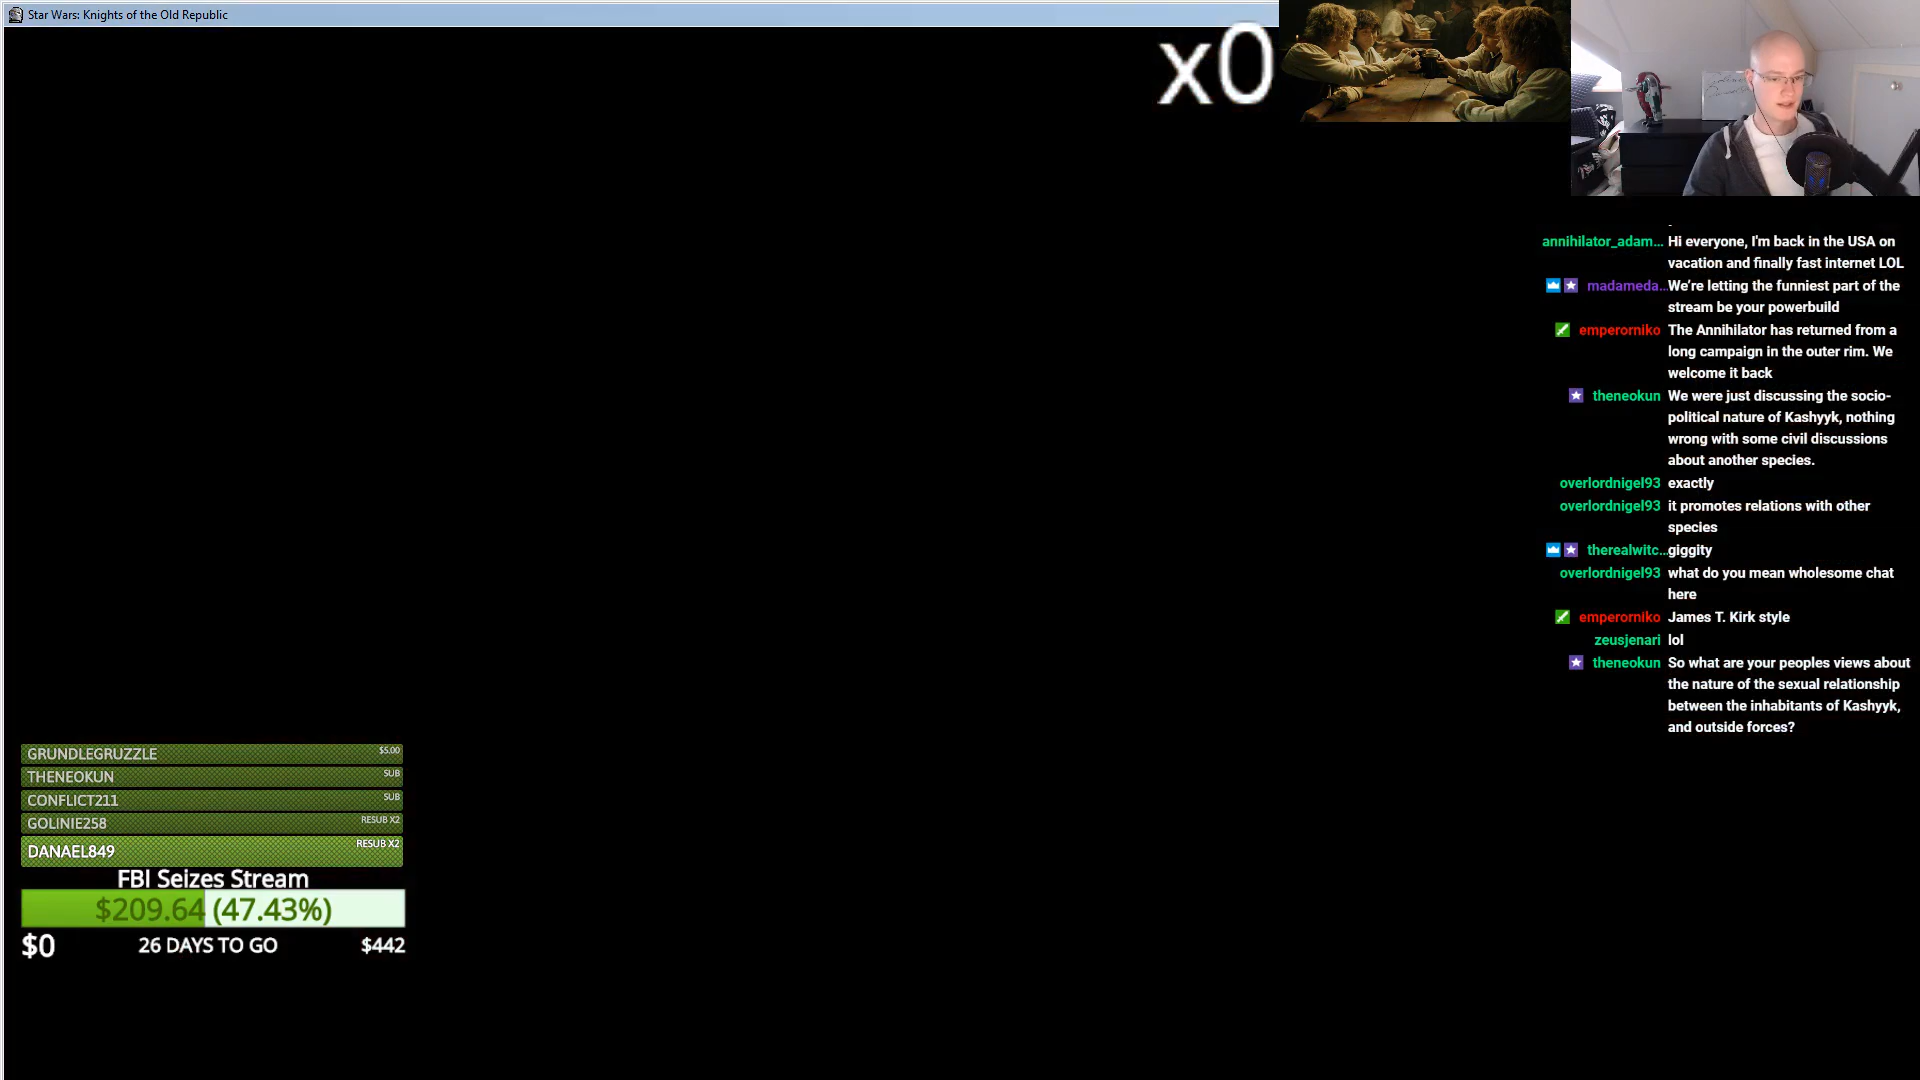 Star Wars: Knights of the Old Republic
x0
annihilator_adam... Hi everyone, I'm back in the USA on
vacation and finally fast internet LOL
madameda... We're letting the funniest part of the
stream be your powerbuild
emperorniko The Annihilator has returned from a
long campaign in the outer rim. We
welcome it back
theneokun We were just discussing the socio-
political nature of Kashyyk, nothing
wrong with some civil discussions
about another species.
overlordnigel93 exactly
overlordnigel93 it promotes relations with other
species
therealwitc... giggity
overlordnigel93 what do you mean wholesome chat
here
emperorniko James T. Kirk style
zeusjenari lol
theneokun So what are your peoples views about
the nature of the sexual relationship
between the inhabitants of Kashyyk,
and outside forces?
GRUNDLEGRUZZLE $5.00
THENEOKUN SUB
CONFLICT211 SUB
GOLINIE258 RESUB X2
DANAEL849 RESUB X2
FBI Seizes Stream
$209.64 (47.43%)
$0 26 DAYS TO GO $442